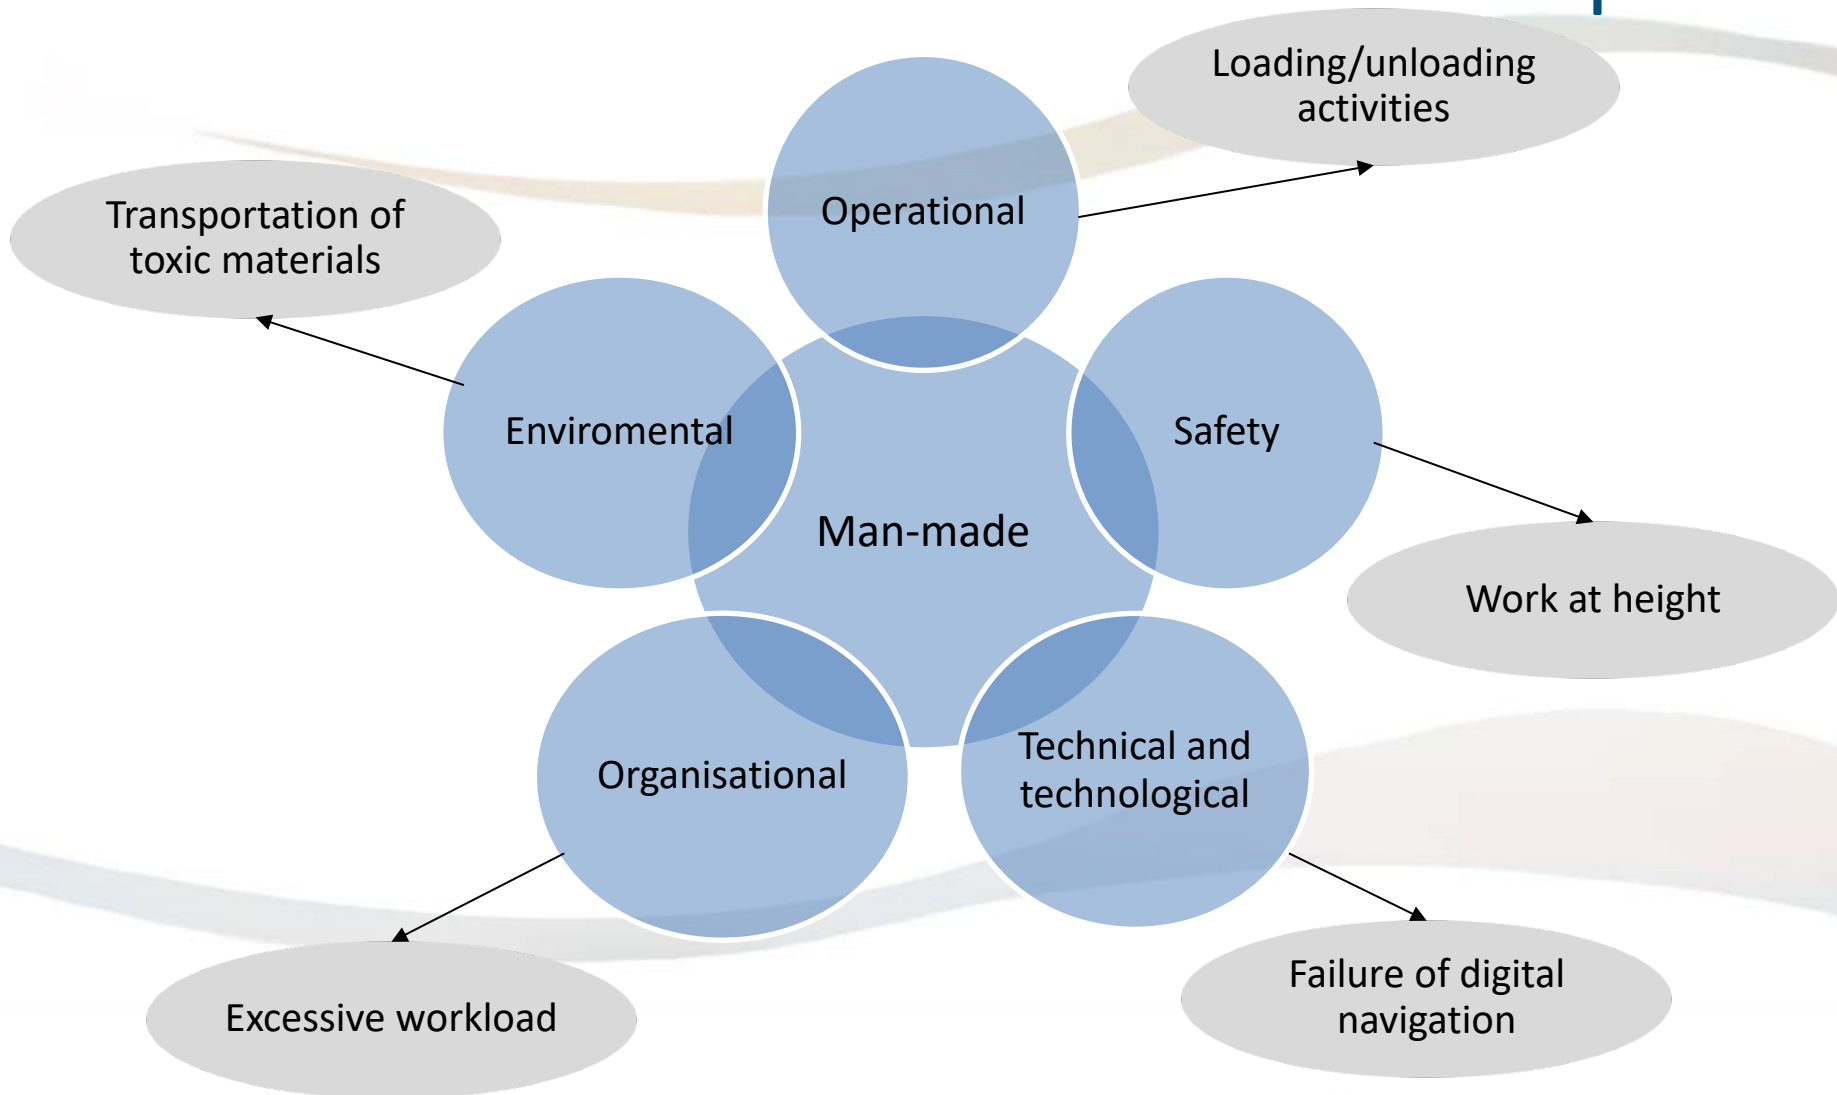 Loading/unloading
activities
Transportation of
toxic materials
Operational
Enviromental
Safety
Man-made
Work at height
Organisational
Technical and
technological
Excessive workload
Failure of digital
navigation